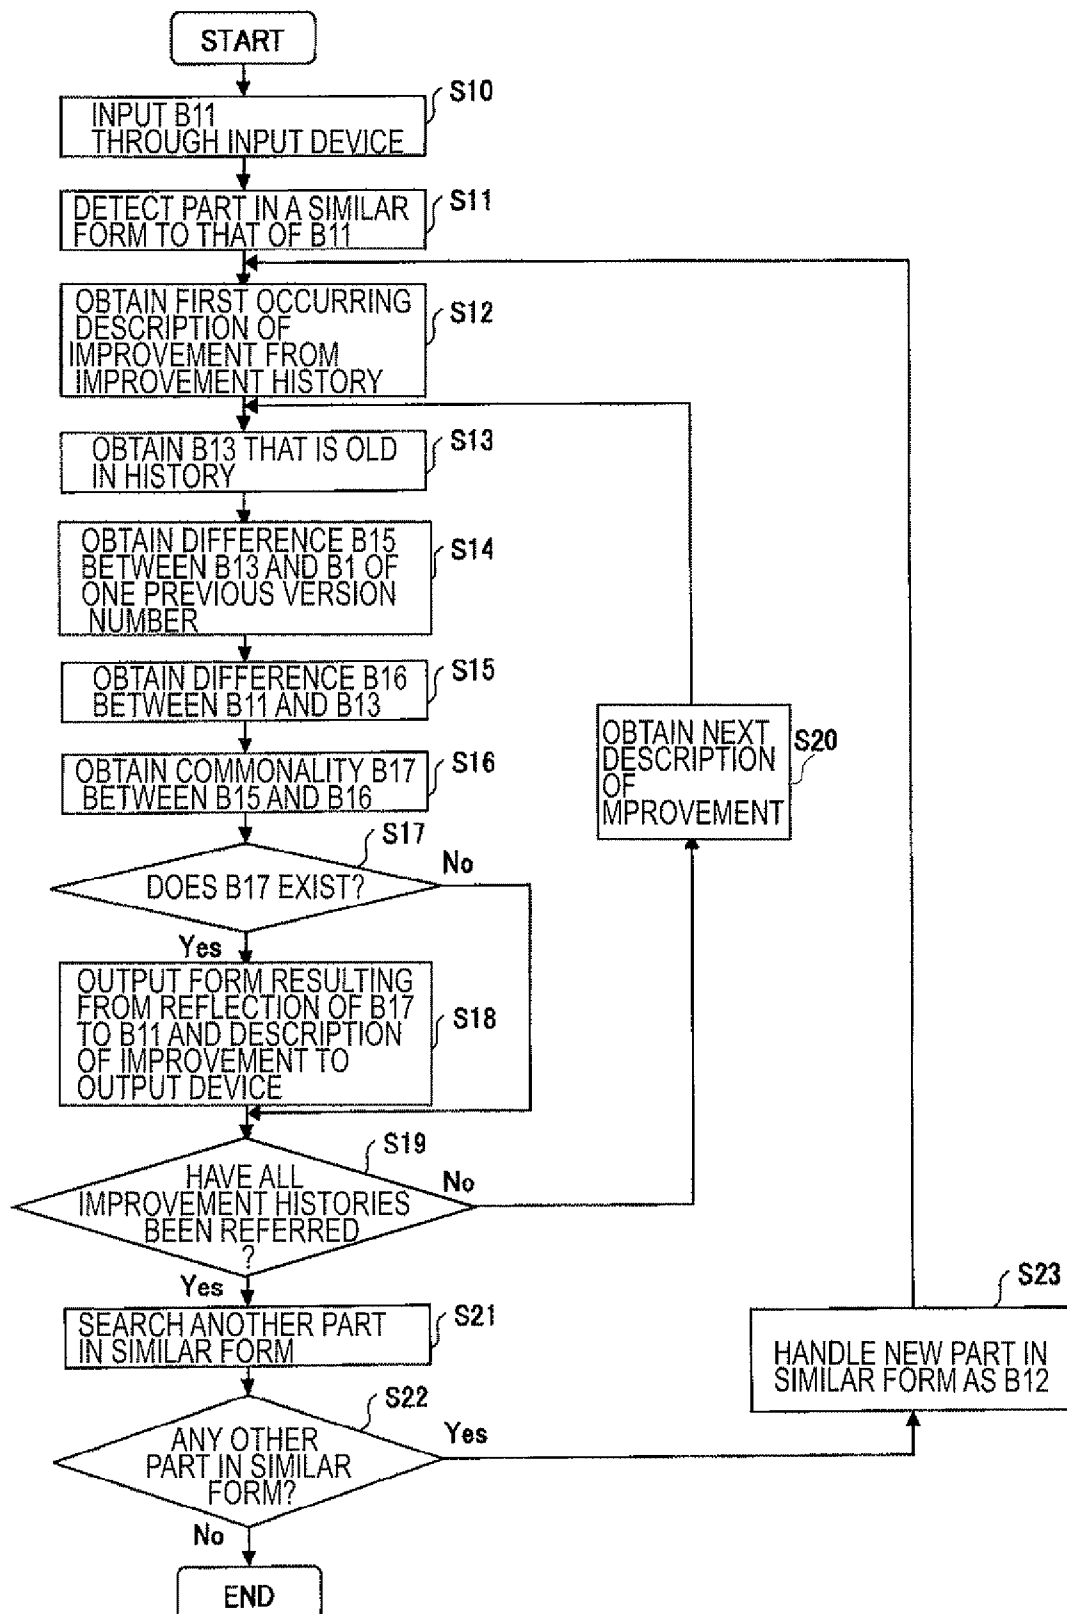 START
S10
INPUT B11
THROUGH INPUT DEVICE
S11
DETECT PART IN A SIMILAR
FORM TO THAT OF B11
S12
OBTAIN FIRST OCCURRING
DESCRIPTION OF
IMPROVEMENT FROM
IMPROVEMENT HISTORY
S13
OBTAIN B13 THAT IS OLD
IN HISTORY
S14
OBTAIN DIFFERENCE B15
BETWEEN B13 AND B1 OF
ONE PREVIOUS VERSION
NUMBER
S15
OBTAIN DIFFERENCE B16
BETWEEN B11 AND B13
S16
OBTAIN COMMONALITY B17
BETWEEN B15 AND B16
S17
DOES B17 EXIST?
No
Yes
S18
OUTPUT FORM RESULTING
FROM REFLECTION OF B17
TO B11 AND DESCRIPTION
OF IMPROVEMENT TO
OUTPUT DEVICE
S19
HAVE ALL
IMPROVEMENT HISTORIES
BEEN REFERRED
?
No
Yes
S20
OBTAIN NEXT
DESCRIPTION
OF
MPROVEMENT
S21
SEARCH ANOTHER PART
IN SIMILAR FORM
S22
ANY OTHER
PART IN SIMILAR
FORM?
Yes
No
S23
HANDLE NEW PART IN
SIMILAR FORM AS B12
END